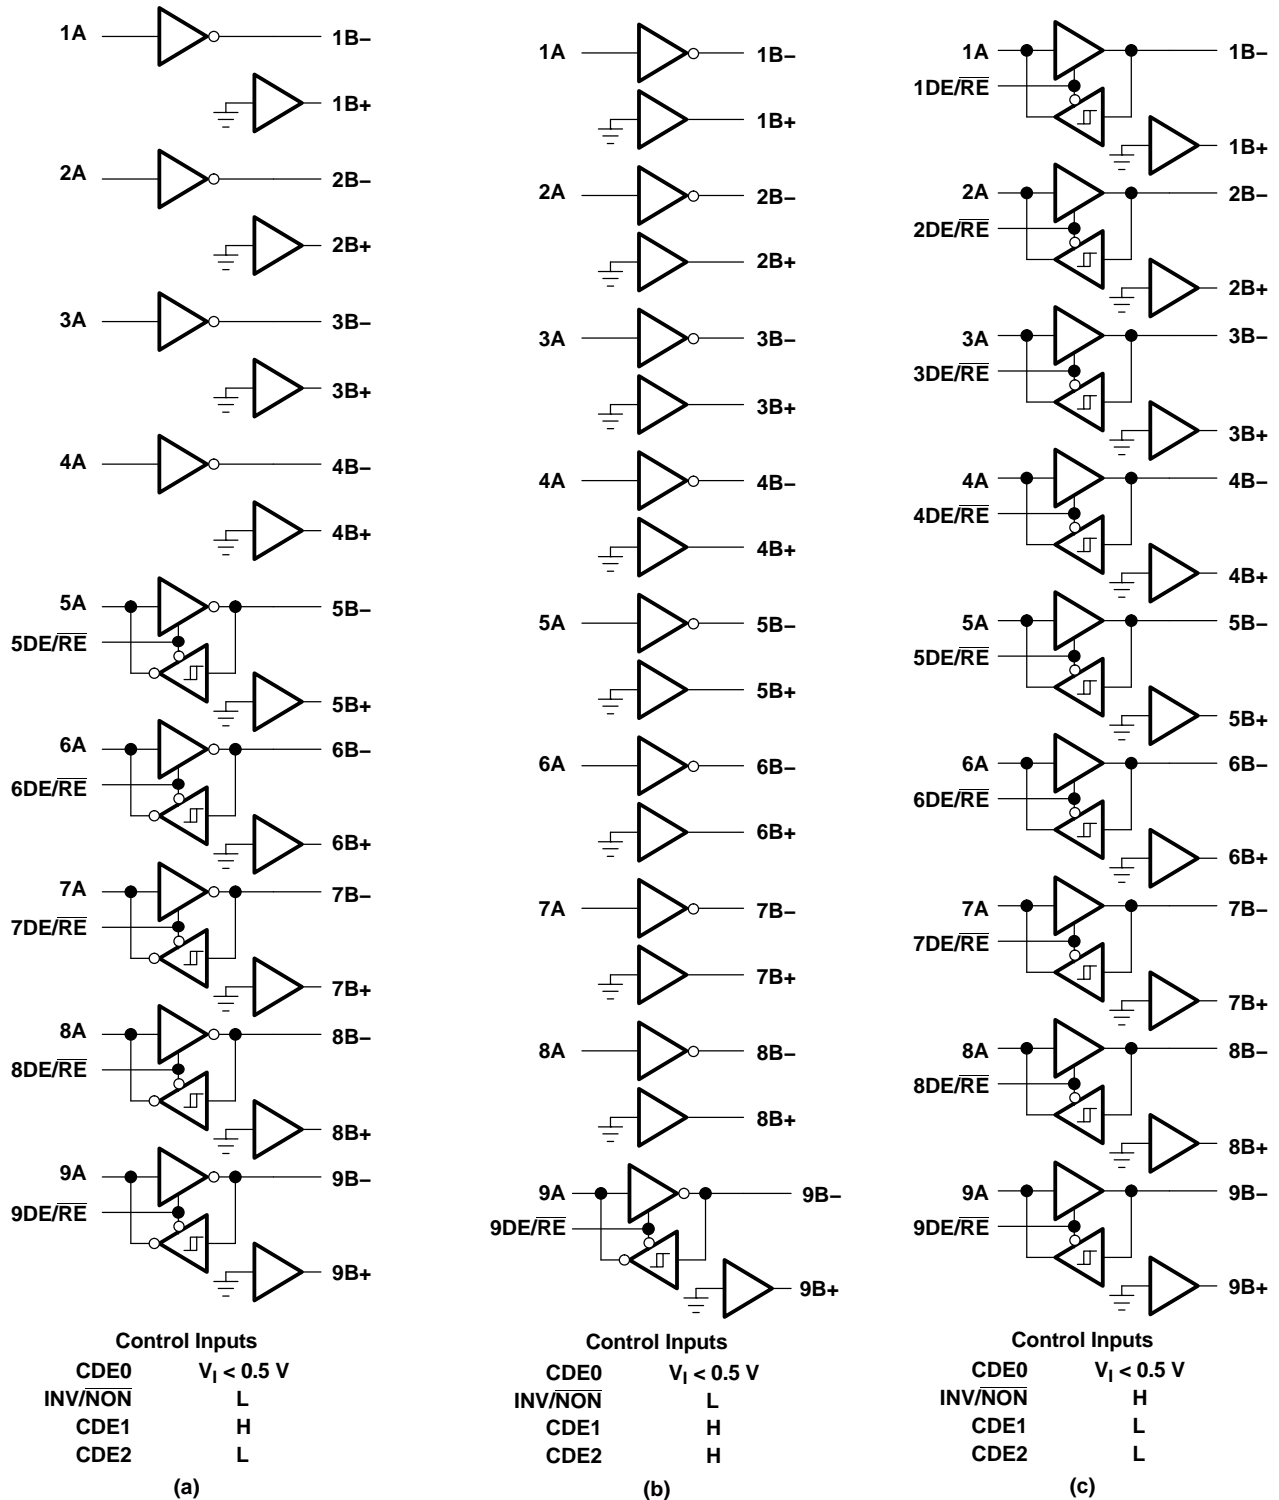 1A
1B–
1B+
2A
2B–
2B+
3A
3B–
3B+
4A
4B–
4B+
5A
5B–
5DE/RE
5B+
6A
6B–
6DE/RE
6B+
7A
7B–
7DE/RE
7B+
8A
8B–
8DE/RE
8B+
9A
9B–
9DE/RE
9B+
Control Inputs
CDE0 VI < 0.5 V
INV/NON L
CDE1 H
CDE2 L
(a)
1A
1B–
1B+
2A
2B–
2B+
3A
3B–
3B+
4A
4B–
4B+
5A
5B–
5B+
6A
6B–
6B+
7A
7B–
7B+
8A
8B–
8B+
9A
9B–
9DE/RE
9B+
Control Inputs
CDE0 VI < 0.5 V
INV/NON L
CDE1 H
CDE2 H
(b)
1A
1B–
1DE/RE
1B+
2A
2B–
2DE/RE
2B+
3A
3B–
3DE/RE
3B+
4A
4B–
4DE/RE
4B+
5A
5B–
5DE/RE
5B+
6A
6B–
6DE/RE
6B+
7A
7B–
7DE/RE
7B+
8A
8B–
8DE/RE
8B+
9A
9B–
9DE/RE
9B+
Control Inputs
CDE0 VI < 0.5 V
INV/NON H
CDE1 L
CDE2 L
(c)